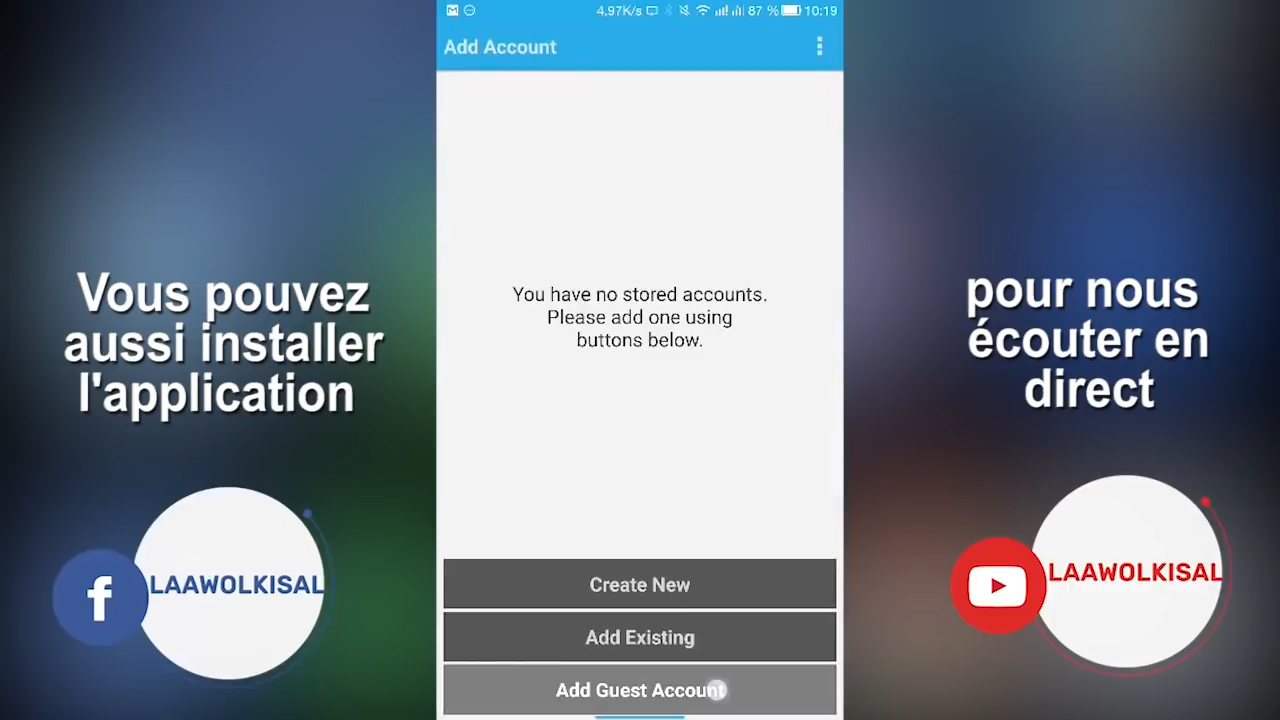 4,97K/s 87 % 10:19
Add Account
You have no stored accounts.
Please add one using
buttons below.
Create New
Add Existing
Add Guest Account
Vous pouvez
aussi installer
l'application
f
LAAWOLKISAL
pour nous
écouter en
direct
LAAWOLKISAL